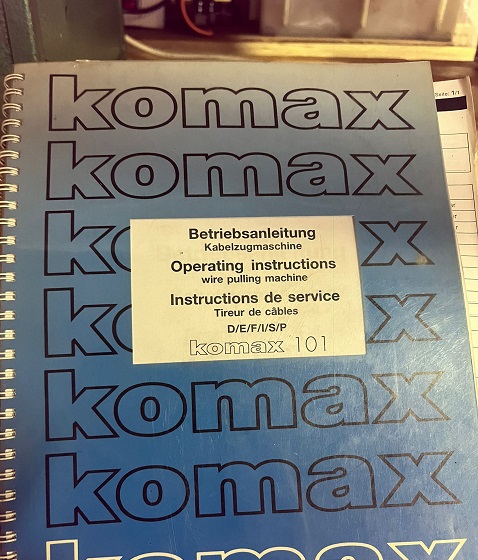 Seite: 1/1
komax
komax
Betriebsanleitung
Kabelzugmaschine
Operating instructions
wire pulling machine
Instructions de service
Tireur de câbles
D/E/F/I/S/P
komax 101
k x
k x
komax
komax
komax